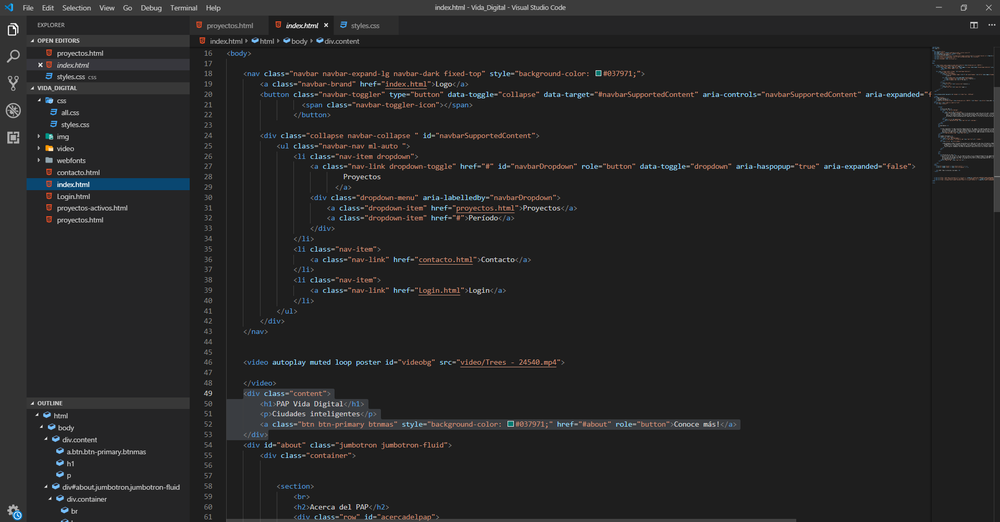 File Edit Selection View Go Debug Terminal Help
index.html - Vida_Digital - Visual Studio Code
EXPLORER
OPEN EDITORS
proyectos.html
index.html
styles.css css
VIDA_DIGITAL
css
all.css
styles.css
img
video
webfonts
contacto.html
index.html
Login.html
proyectos-activos.html
proyectos.html
OUTLINE
html
body
div.content
a.btn.btn-primary.btnmas
h1
p
div#about.jumbotron.jumbotron-fluid
div.container
br
proyectos.html index.html styles.css
index.html html body div.content
16 <body>
17
18 <nav class="navbar navbar-expand-lg navbar-dark fixed-top" style="background-color: #037971;">
19 <a class="navbar-brand" href="index.html">Logo</a>
20 <button class="navbar-toggler" type="button" data-toggle="collapse" data-target="#navbarSupportedContent" aria-controls="navbarSupportedContent" aria-expanded="f
21 <span class="navbar-toggler-icon"></span>
22 </button>
23
24 <div class="collapse navbar-collapse " id="navbarSupportedContent">
25 <ul class="navbar-nav ml-auto ">
26 <li class="nav-item dropdown">
27 <a class="nav-link dropdown-toggle" href="#" id="navbarDropdown" role="button" data-toggle="dropdown" aria-haspopup="true" aria-expanded="false">
28 Proyectos
29 </a>
30 <div class="dropdown-menu" aria-labelledby="navbarDropdown">
31 <a class="dropdown-item" href="proyectos.html">Proyectos</a>
32 <a class="dropdown-item" href="#">Período</a>
33 </div>
34 </li>
35 <li class="nav-item">
36 <a class="nav-link" href="contacto.html">Contacto</a>
37 </li>
38 <li class="nav-item">
39 <a class="nav-link" href="Login.html">Login</a>
40 </li>
41 </ul>
42 </div>
43 </nav>
44
45
46 <video autoplay muted loop poster id="videobg" src="video/Trees - 24540.mp4">
47
48 </video>
49 <div class="content">
50 <h1>PAP Vida Digital</h1>
51 <p>Ciudades inteligentes</p>
52 <a class="btn btn-primary btnmas" style="background-color: #037971;" href="#about" role="button">Conoce más!</a>
53 </div>
54 <div id="about" class="jumbotron jumbotron-fluid">
55 <div class="container">
56
57
58 <section>
59 <br>
60 <h2>Acerca del PAP</h2>
61 <div class="row" id="acercadelpap">